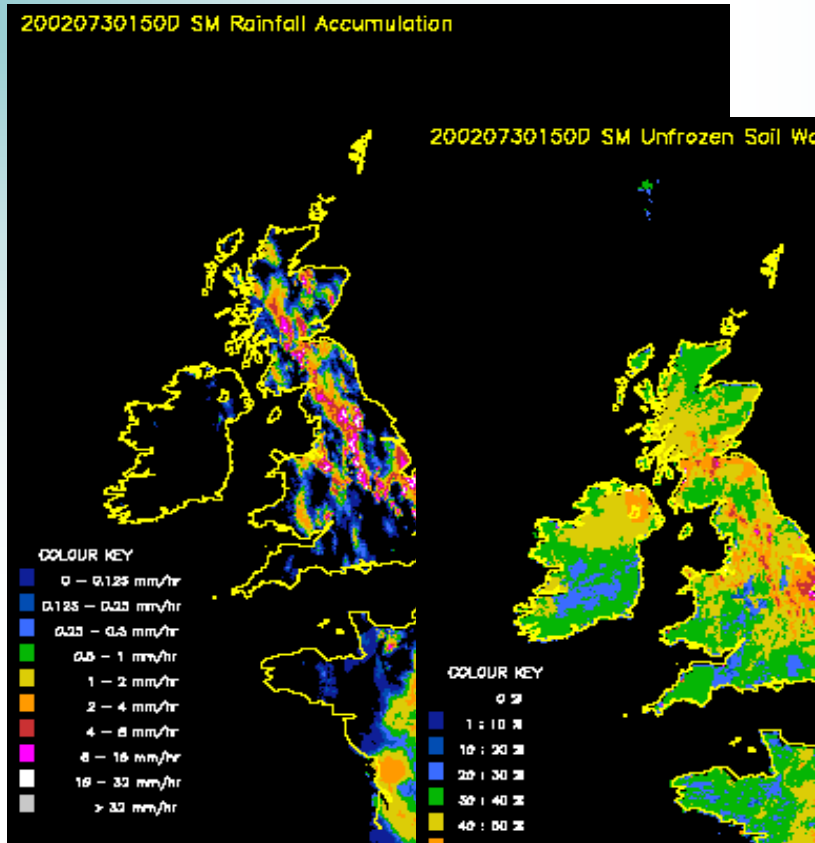 200207301500 SM Rainfall Accumulation
200207301500 SM Unfrozen Soil Wa
COLOUR KEY
0 - 0.125 mm/hr
0.125 - 0.25 mm/hr
0.25 - 0.5 mm/hr
0.5 - 1 mm/hr
1 - 2 mm/hr
2 - 4 mm/hr
4 - 8 mm/hr
8 - 16 mm/hr
16 - 32 mm/hr
> 32 mm/hr
COLOUR KEY
0 %
1 : 10 %
10 : 20 %
20 : 30 %
30 : 40 %
40 : 50 %